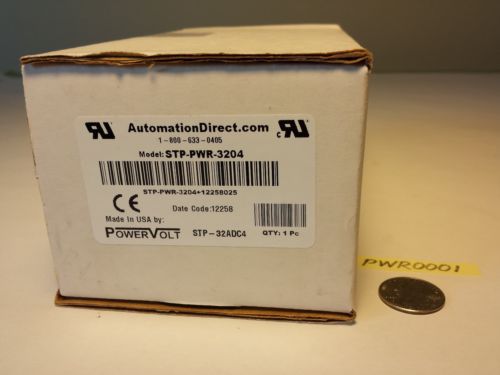 AutomationDirect.com
1-800-633-0405
Model: STP-PWR-3204
STP-PWR-3204+12258025
CE
Date Code: 12258
Made In USA by:
POWERVOLT
STP-32ADC4
QTY: 1 Pc
PWR0001